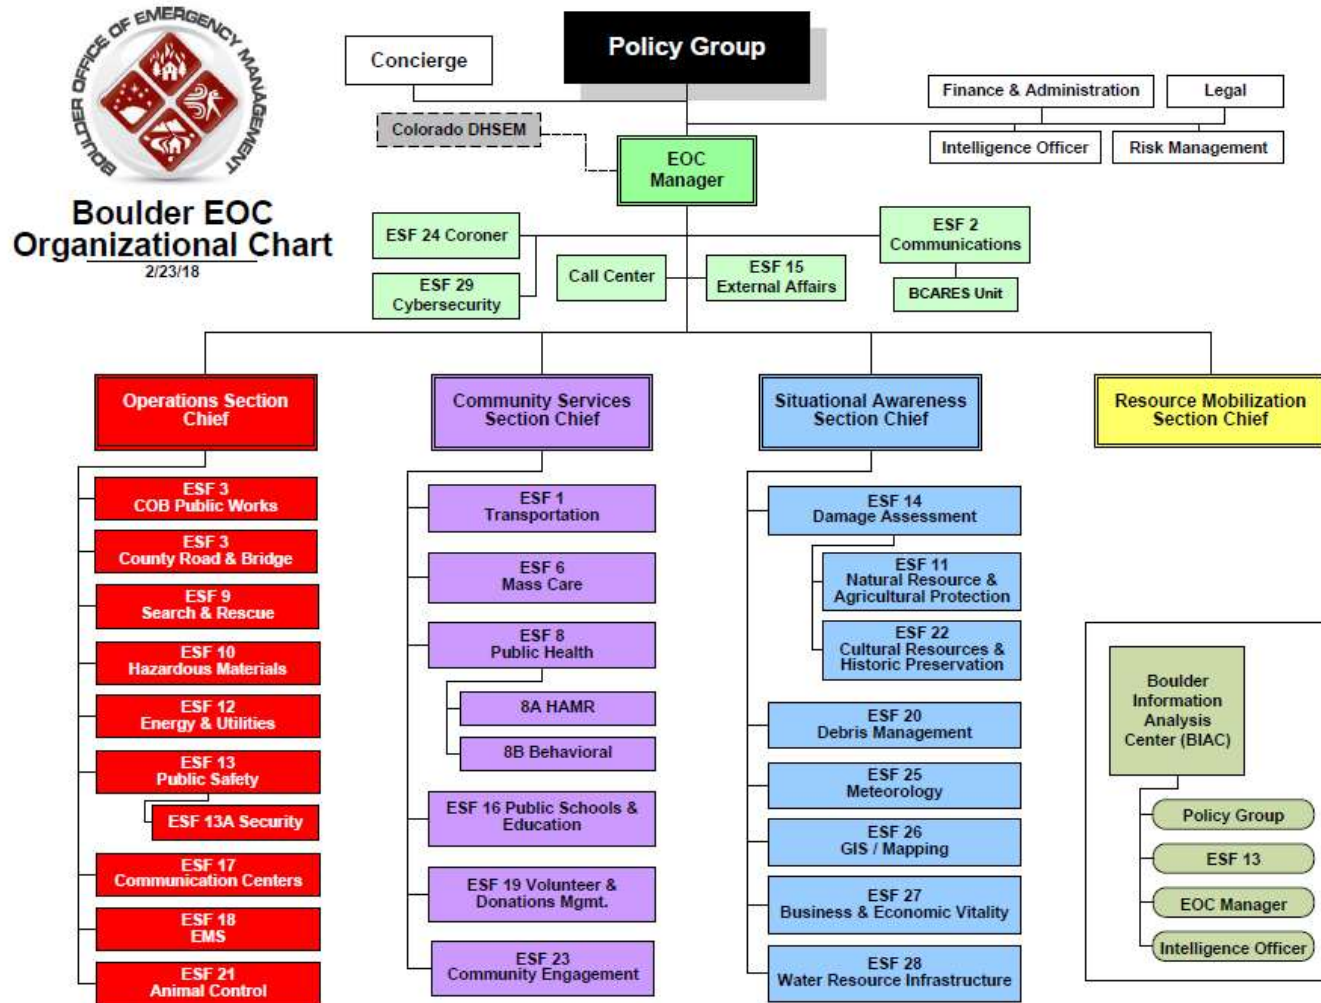 BOULDER OFFICE OF EMERGENCY MANAGEMENT
Boulder EOC
Organizational Chart
2/23/18
Policy Group
Concierge
Finance & Administration
Legal
Colorado DHSEM
Intelligence Officer
Risk Management
EOC
Manager
ESF 24 Coroner
ESF 2
Communications
ESF 29
Cybersecurity
Call Center
ESF 15
External Affairs
BCARES Unit
Operations Section
Chief
ESF 3
COB Public Works
ESF 3
County Road & Bridge
ESF 9
Search & Rescue
ESF 10
Hazardous Materials
ESF 12
Energy & Utilities
ESF 13
Public Safety
ESF 13A Security
ESF 17
Communication Centers
ESF 18
EMS
ESF 21
Animal Control
Community Services
Section Chief
ESF 1
Transportation
ESF 6
Mass Care
ESF 8
Public Health
8A HAMR
8B Behavioral
ESF 16 Public Schools &
Education
ESF 19 Volunteer &
Donations Mgmt.
ESF 23
Community Engagement
Situational Awareness
Section Chief
ESF 14
Damage Assessment
ESF 11
Natural Resource &
Agricultural Protection
ESF 22
Cultural Resources &
Historic Preservation
ESF 20
Debris Management
ESF 25
Meteorology
ESF 26
GIS / Mapping
ESF 27
Business & Economic Vitality
ESF 28
Water Resource Infrastructure
Resource Mobilization
Section Chief
Boulder
Information
Analysis
Center (BIAC)
Policy Group
ESF 13
EOC Manager
Intelligence Officer